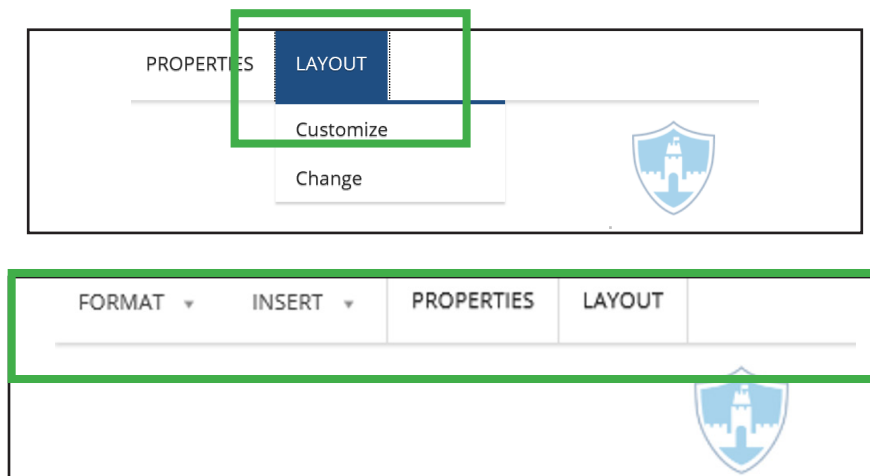 PROPERTIES LAYOUT
Customize
Change
FORMAT INSERT PROPERTIES LAYOUT